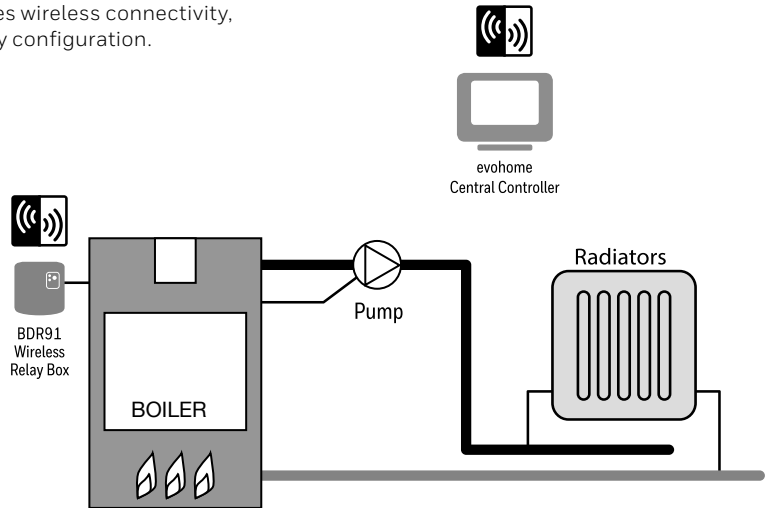 es wireless connectivity,
y configuration.
evohome
Central Controller
Radiators
Pump
BDR91
Wireless
Relay Box
BOILER